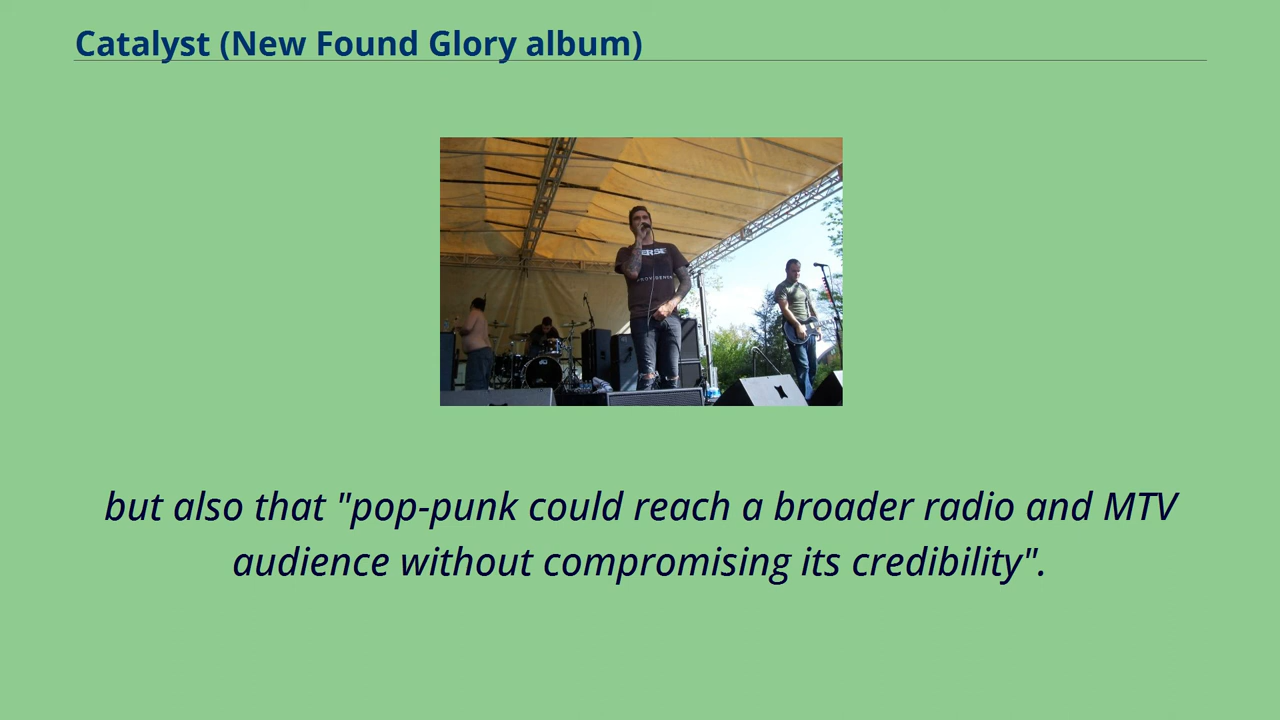 Catalyst (New Found Glory album)
but also that "pop-punk could reach a broader radio and MTV
audience without compromising its credibility".